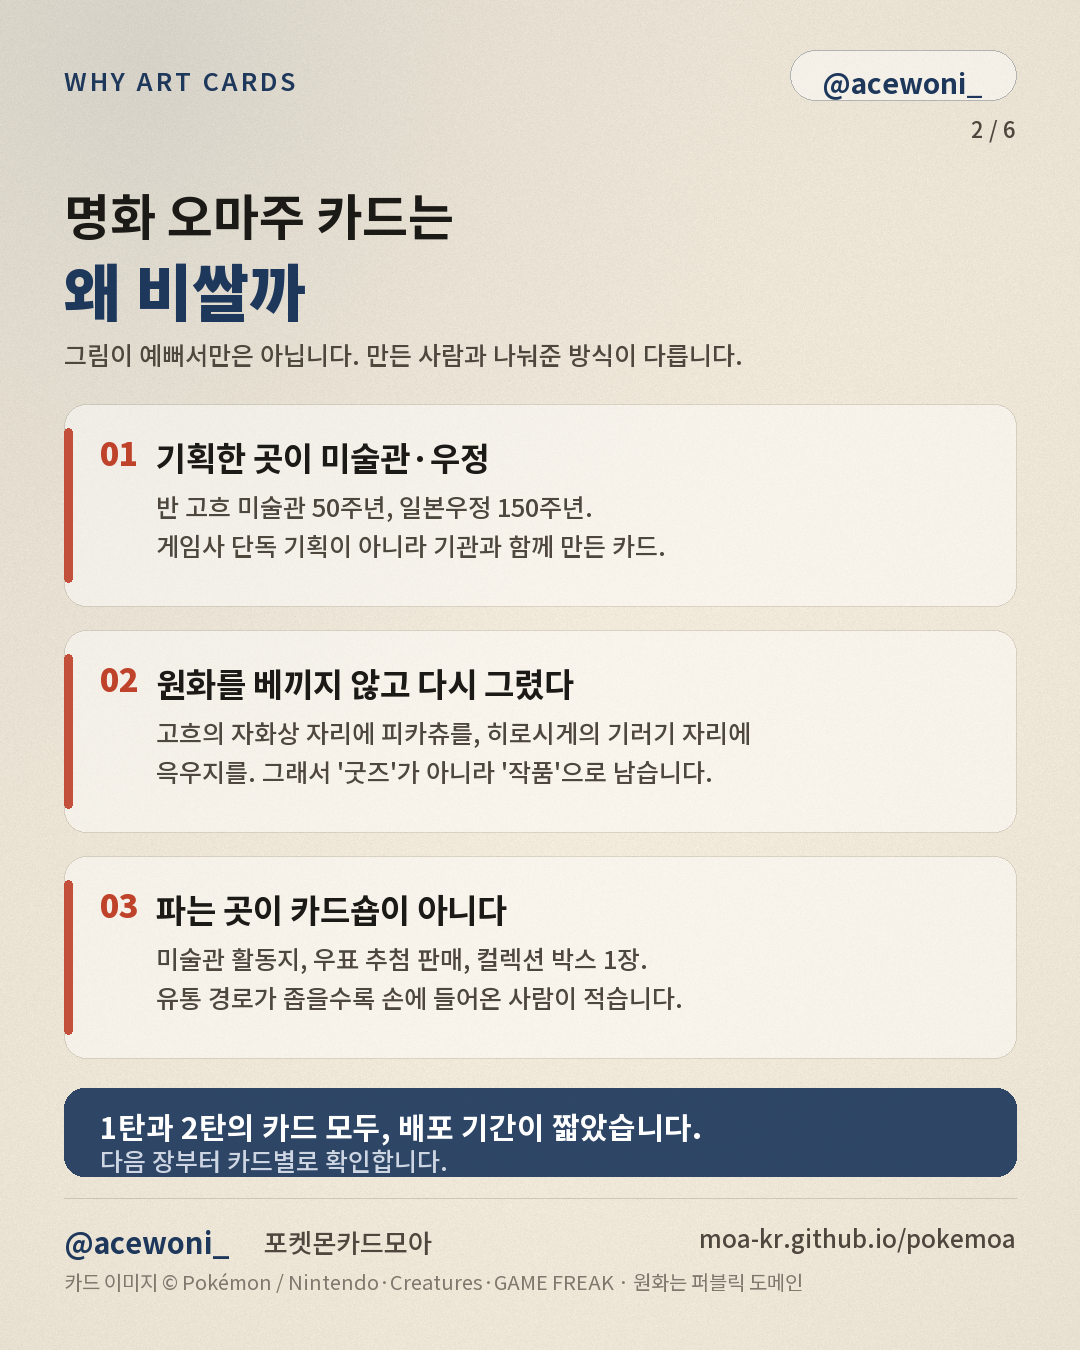 WHY ART CARDS
@acewoni_
2 / 6
명화 오마주 카드는
왜 비쌀까
그림이 예뻐서만은 아닙니다. 만든 사람과 나눠준 방식이 다릅니다.
01 기획한 곳이 미술관·우정
반 고흐 미술관 50주년, 일본우정 150주년.
게임사 단독 기획이 아니라 기관과 함께 만든 카드.
02 원화를 베끼지 않고 다시 그렸다
고흐의 자화상 자리에 피카츄를, 히로시게의 기러기 자리에
윽우지를. 그래서 '굿즈'가 아니라 '작품'으로 남습니다.
03 파는 곳이 카드숍이 아니다
미술관 활동지, 우표 추첨 판매, 컬렉션 박스 1장.
유통 경로가 좁을수록 손에 들어온 사람이 적습니다.
1탄과 2탄의 카드 모두, 배포 기간이 짧았습니다.
다음 장부터 카드별로 확인합니다.
@acewoni_ 포켓몬카드모아
moa-kr.github.io/pokemoa
카드 이미지 © Pokémon / Nintendo·Creatures·GAME FREAK · 원화는 퍼블릭 도메인